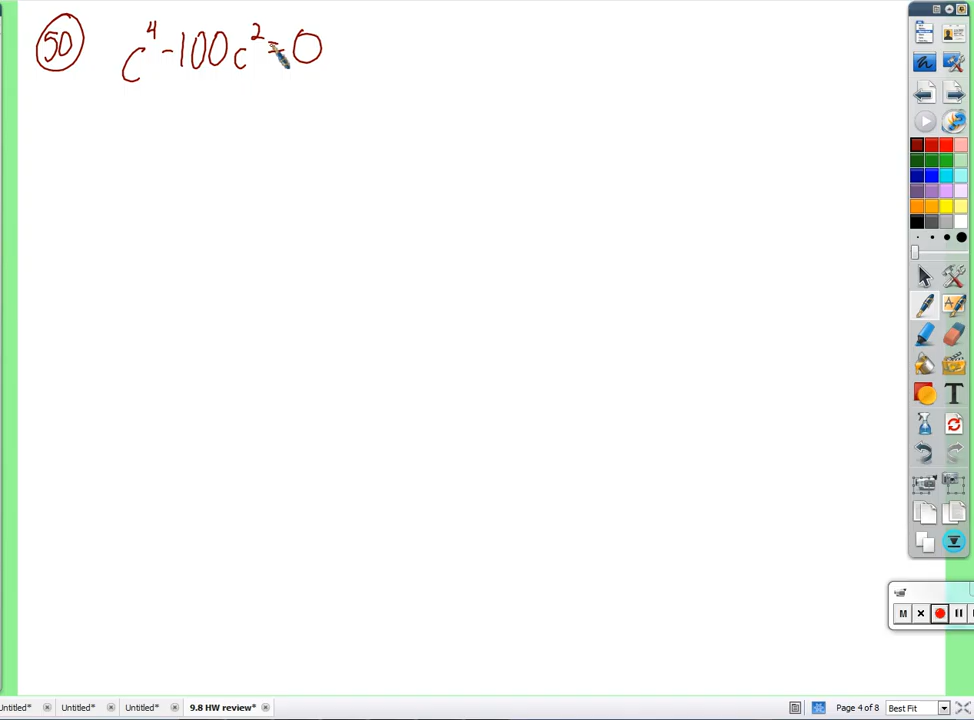 50 c⁴-100c²=0
M
Untitled* Untitled* Untitled* 9.8 HW review* Page 4 of 8 Best Fit